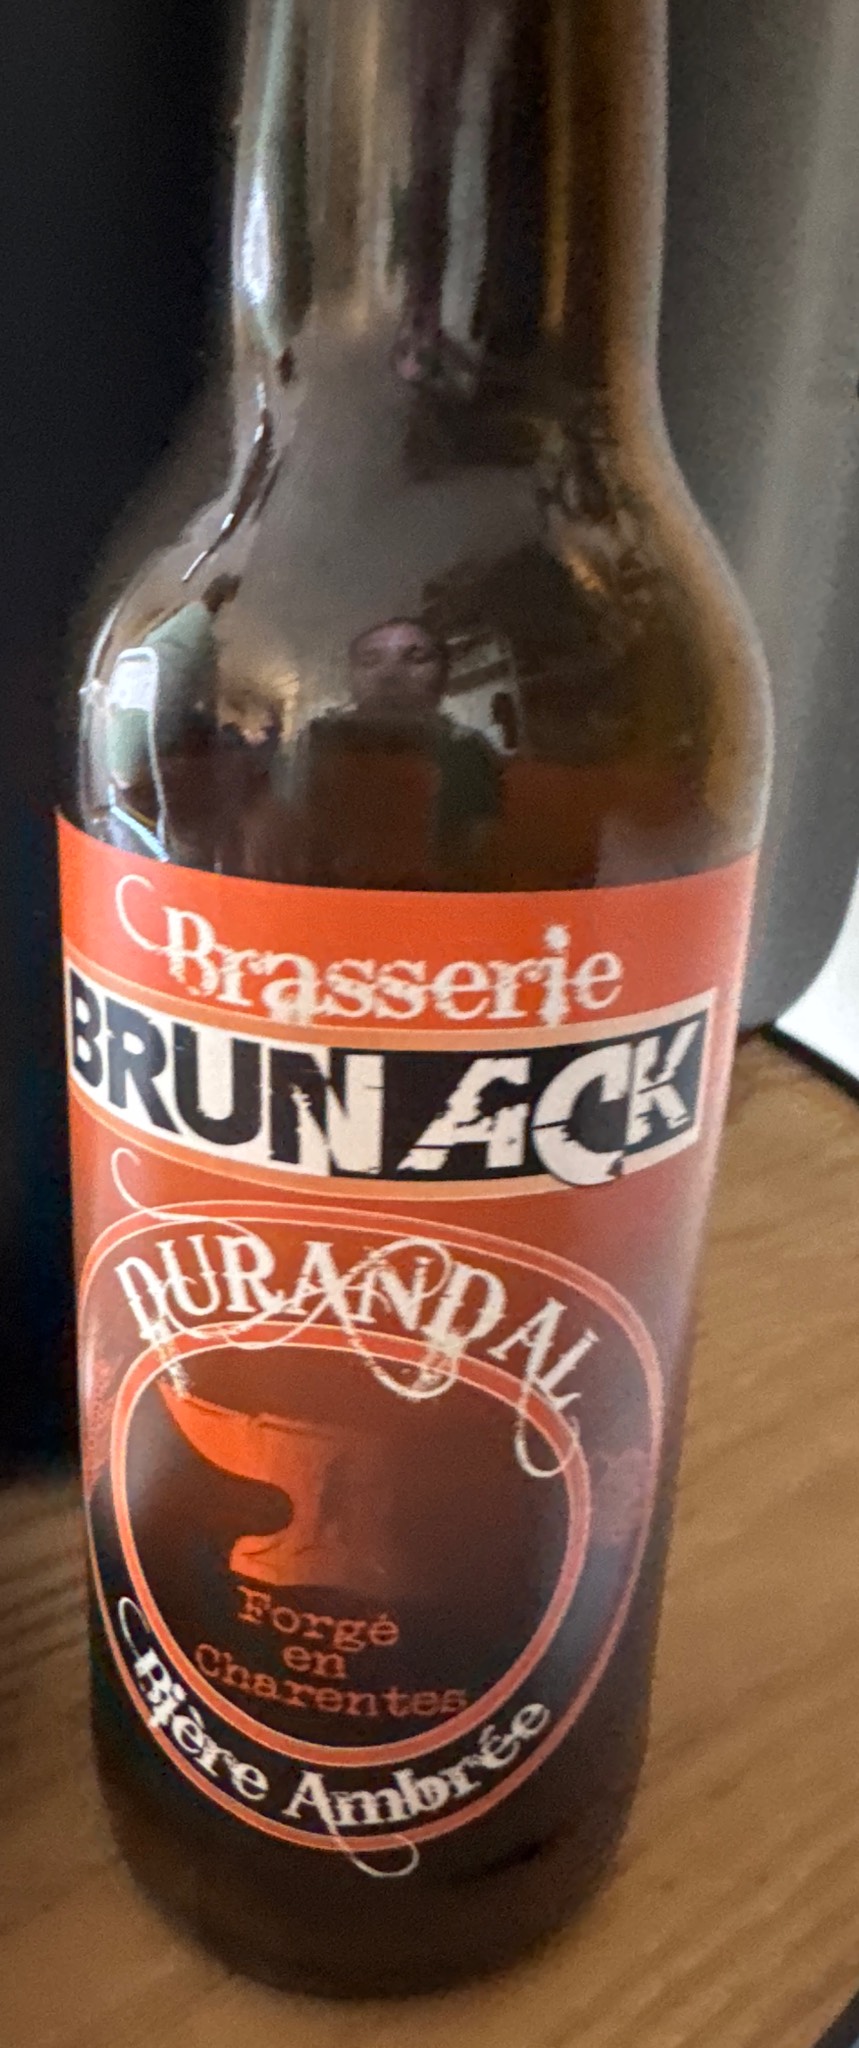 Brasserie
BRUNACK
DURANDAL
Forgé
en
Charentes
Bière Ambrée